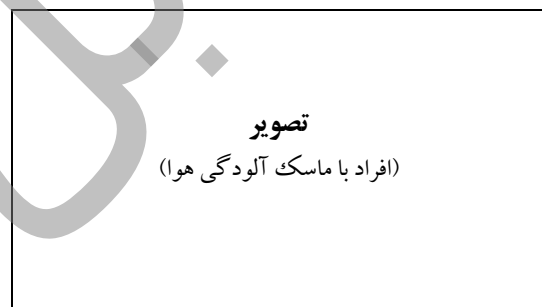 تصویر
(افراد با ماسک آلودگی هوا)